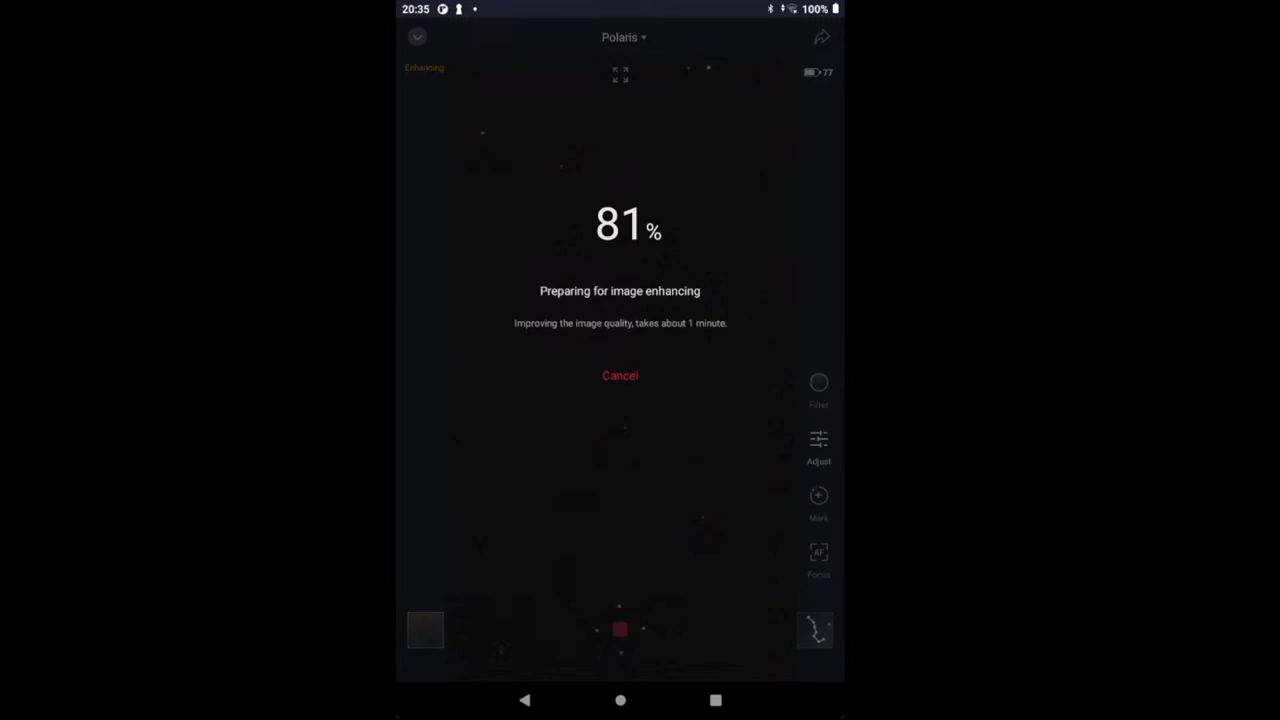 20:35
100%
Polaris
Enhancing
77
81%
Preparing for image enhancing
Improving the image quality, takes about 1 minute.
Cancel
Filter
Adjust
Mark
AF
Focus